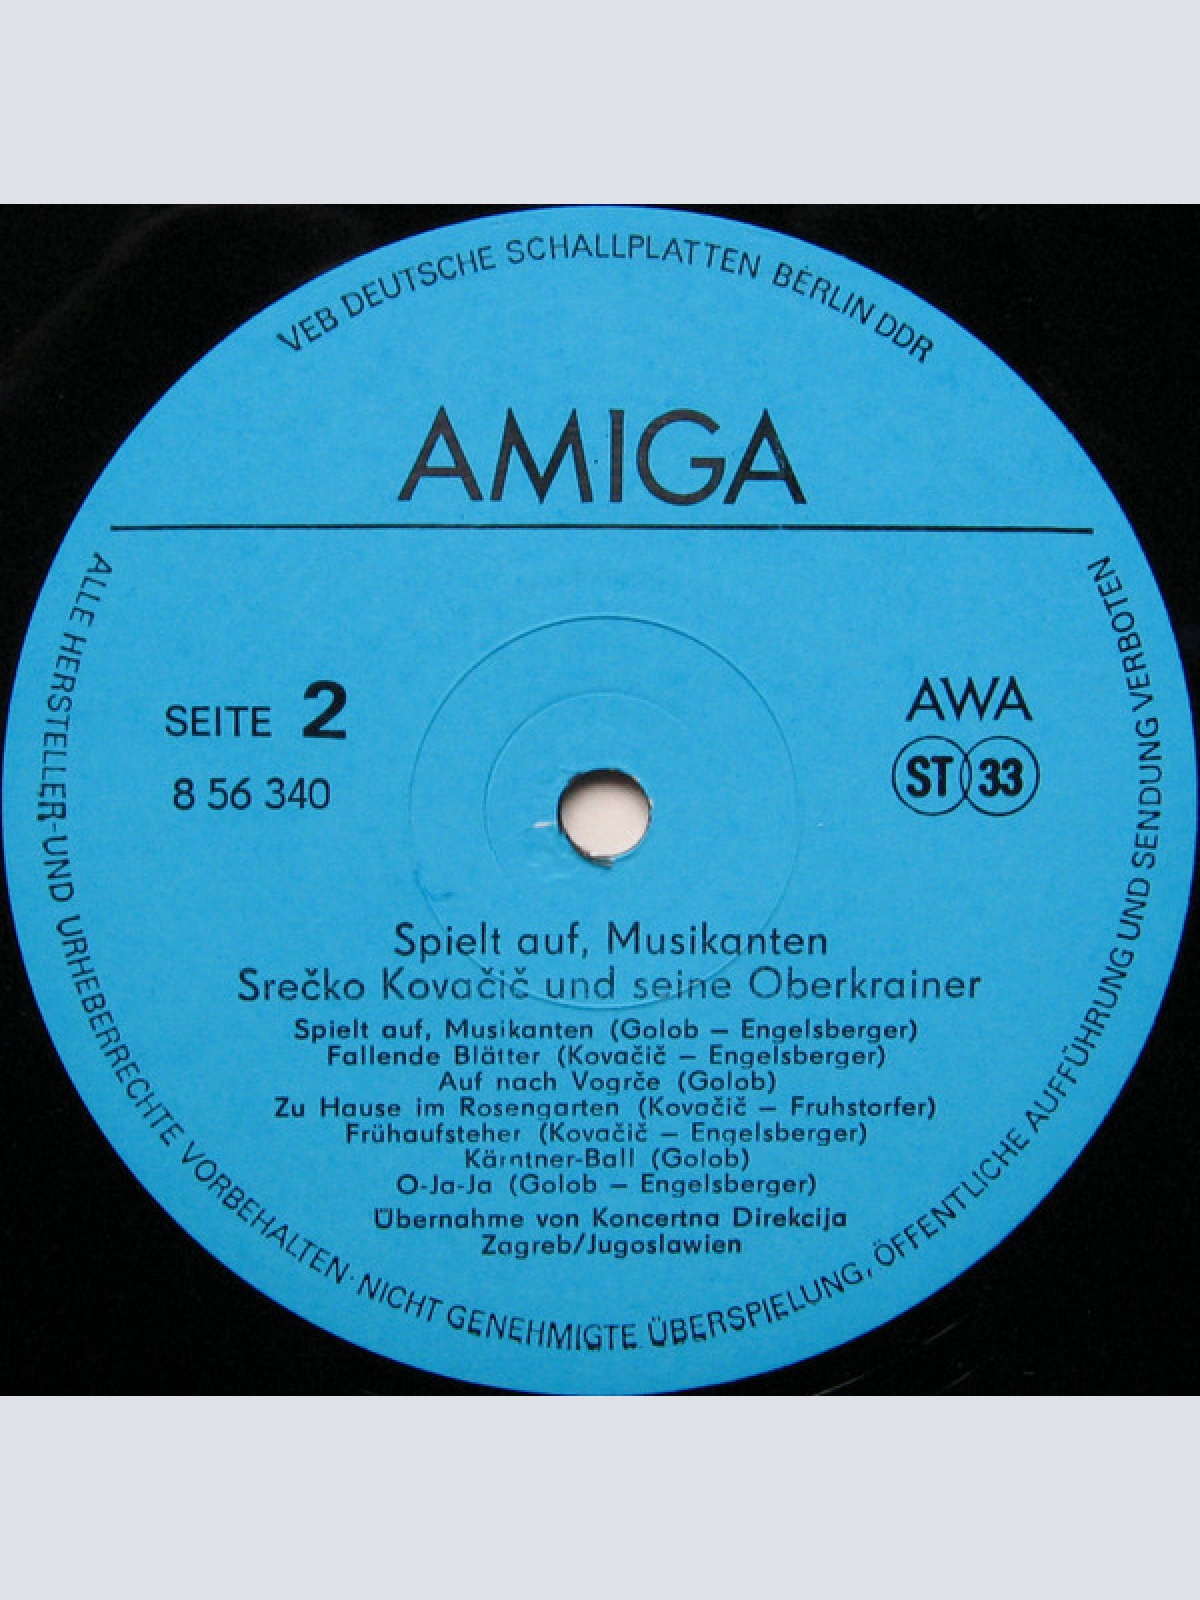 VEB DEUTSCHE SCHALLPLATTEN BERLIN DDR
AMIGA
SEITE 2
8 56 340
AWA
ST 33
Spielt auf, Musikanten
Srečko Kovačič und seine Oberkrainer
Spielt auf, Musikanten (Golob – Engelsberger)
Fallende Blätter (Kovačič – Engelsberger)
Auf nach Vogrče (Golob)
Zu Hause im Rosengarten (Kovačič – Fruhstorfer)
Frühaufsteher (Kovačič – Engelsberger)
Kärntner-Ball (Golob)
O-Ja-Ja (Golob – Engelsberger)
Übernahme von Koncertna Direkcija
Zagreb/Jugoslawien
ALLE HERSTELLER-UND URHEBERRECHTE VORBEHALTEN· NICHT GENEHMIGTE ÜBERSPIELUNG, ÖFFENTLICHE AUFFÜHRUNG UND SENDUNG VERBOTEN